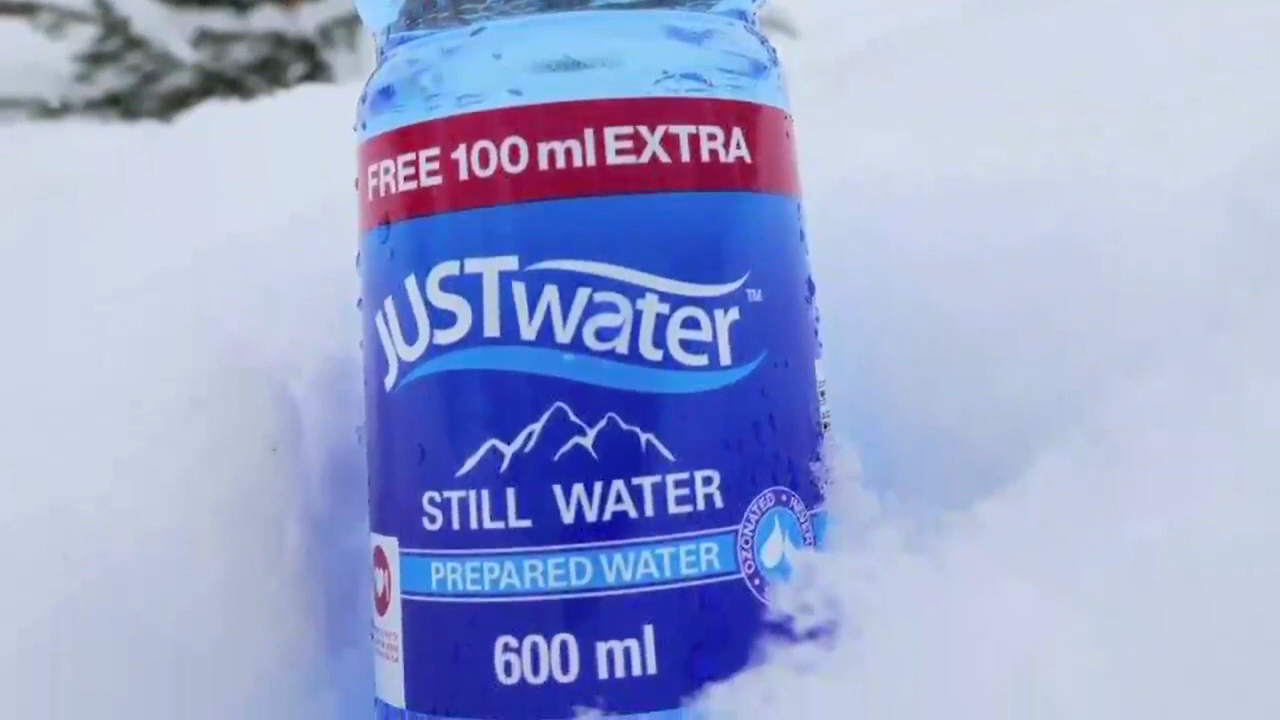 FREE 100 ml EXTRA
JUSTwater™
STILL WATER
OZONATED
PREPARED WATER
600 ml